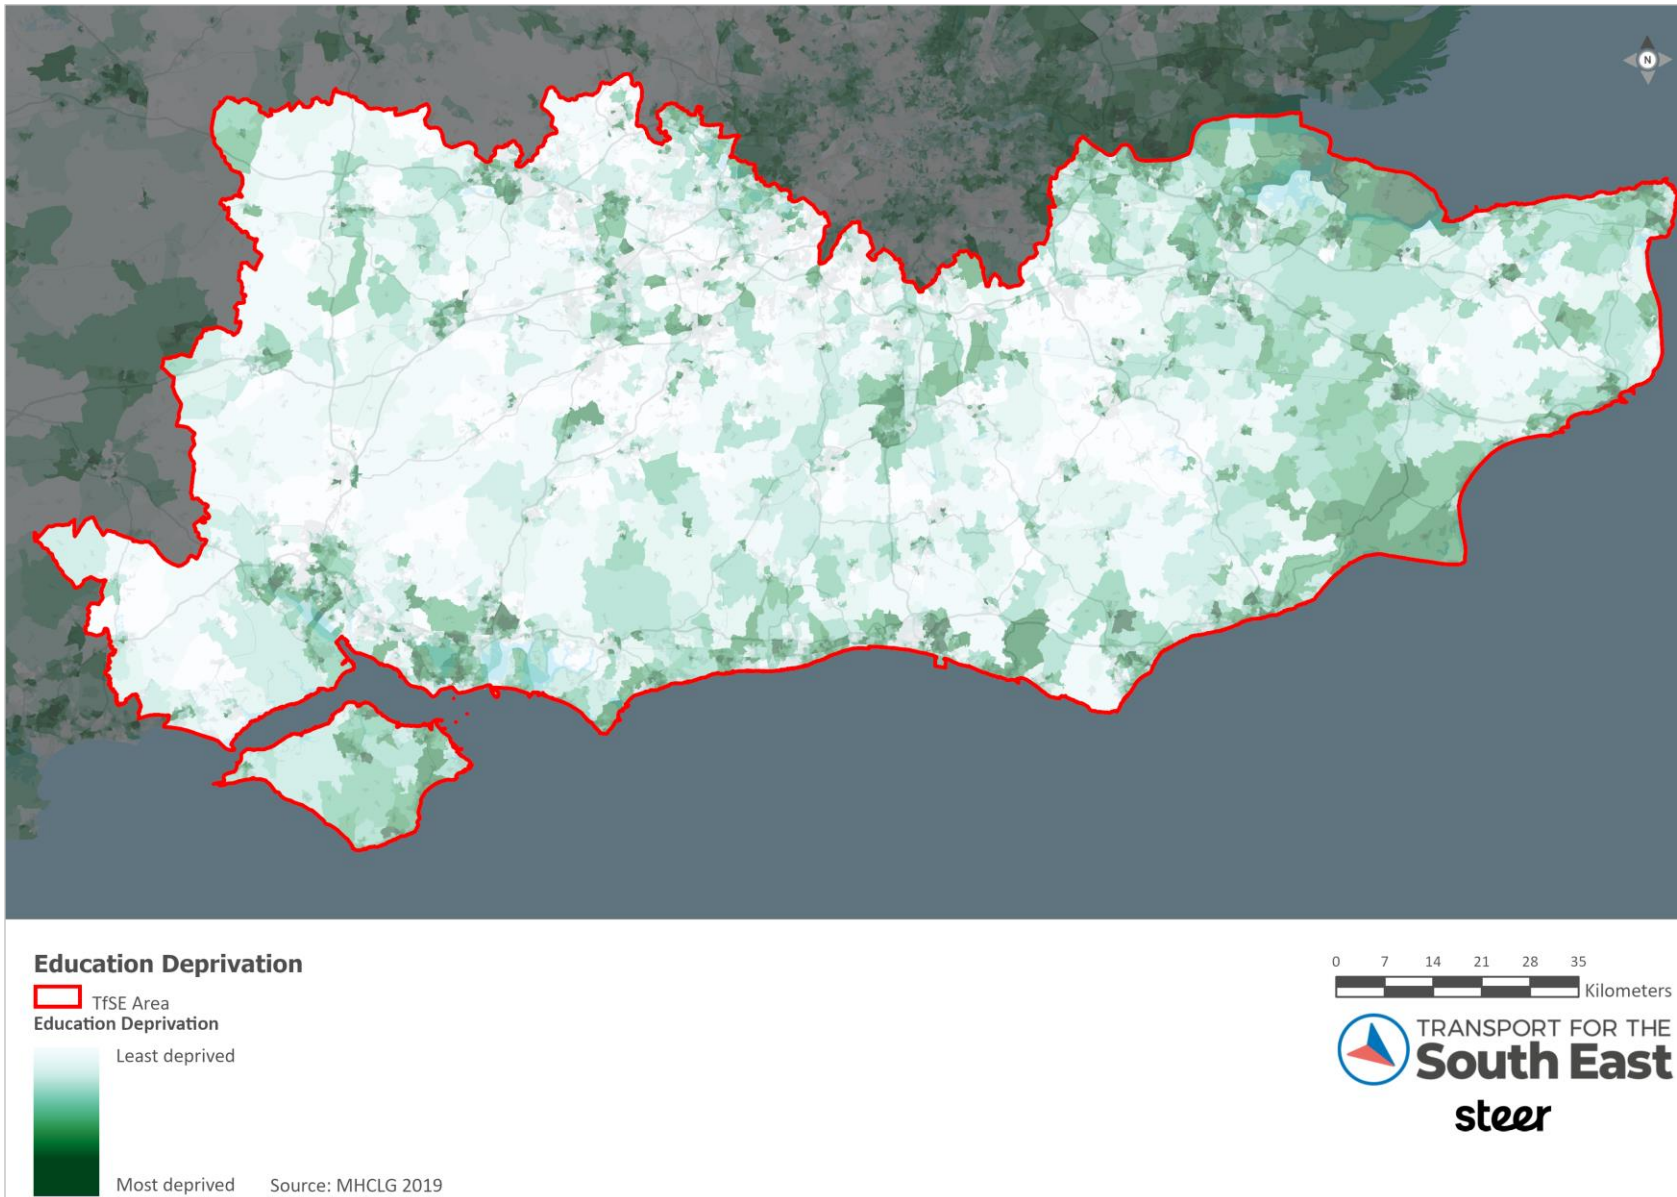 N
Education Deprivation
TfSE Area
Education Deprivation
Least deprived
Most deprived
Source: MHCLG 2019
0 7 14 21 28 35
Kilometers
TRANSPORT FOR THE
South East
steer